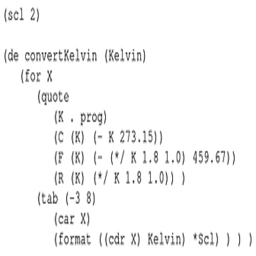 (scl 2)
(de convertKelvin (Kelvin)
(for X
(quote
(K . prog)
(C (K) (- K 273.15))
(F (K) (- (*/ K 1.8 1.0) 459.67))
(R (K) (*/ K 1.8 1.0)) )
(tab (-3 8)
(car X)
(format ((cdr X) Kelvin) *Scl) ) ) )